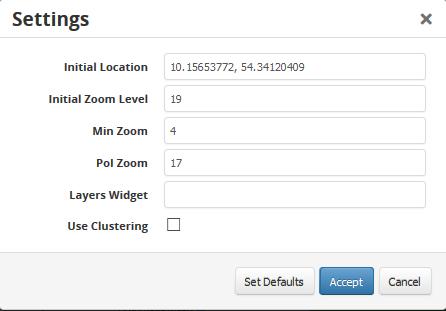 Settings ×
Initial Location 10.15653772, 54.34120409
Initial Zoom Level 19
Min Zoom 4
PoI Zoom 17
Layers Widget
Use Clustering
Set Defaults Accept Cancel